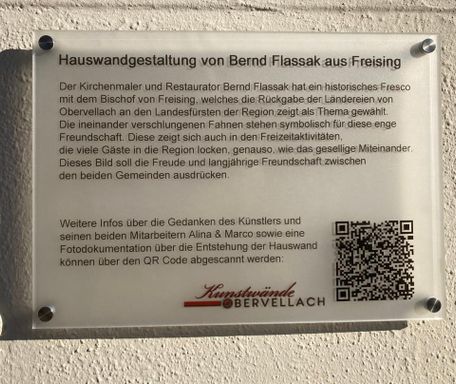 Hauswandgestaltung von Bernd Flassak aus Freising
Der Kirchenmaler und Restaurator Bernd Flassak hat ein historisches Fresco
mit dem Bischof von Freising, welches die Rückgabe der Ländereien von
Obervellach an den Landesfürsten der Region zeigt als Thema gewählt.
Die ineinander verschlungenen Fahnen stehen symbolisch für diese enge
Freundschaft. Diese zeigt sich auch in den Freizeitaktivitäten,
die viele Gäste in die Region locken, genauso, wie das gesellige Miteinander.
Dieses Bild soll die Freude und langjährige Freundschaft zwischen
den beiden Gemeinden ausdrücken.
Weitere Infos über die Gedanken des Künstlers und
seinen beiden Mitarbeitern Alina & Marco sowie eine
Fotodokumentation über die Entstehung der Hauswand
können über den QR Code abgescannt werden:
Kunstwände
OBERVELLACH